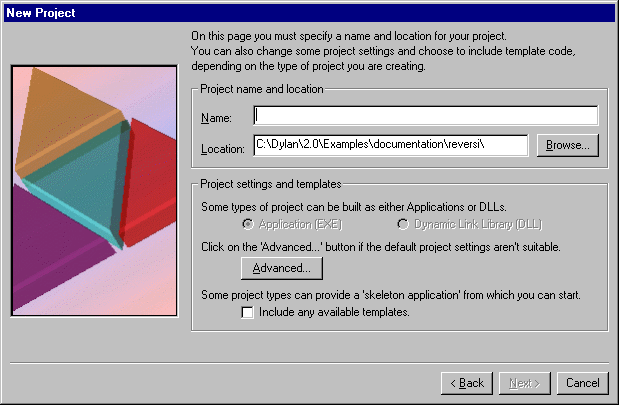 New Project
On this page you must specify a name and location for your project.
You can also change some project settings and choose to include template code,
depending on the type of project you are creating.
Project name and location
Name:
Location: C:\Dylan\2.0\Examples\documentation\reversi\ Browse...
Project settings and templates
Some types of project can be built as either Applications or DLLs.
Application (EXE) Dynamic Link Library (DLL)
Click on the 'Advanced...' button if the default project settings aren't suitable.
Advanced...
Some project types can provide a 'skeleton application' from which you can start.
Include any available templates.
< Back Next > Cancel